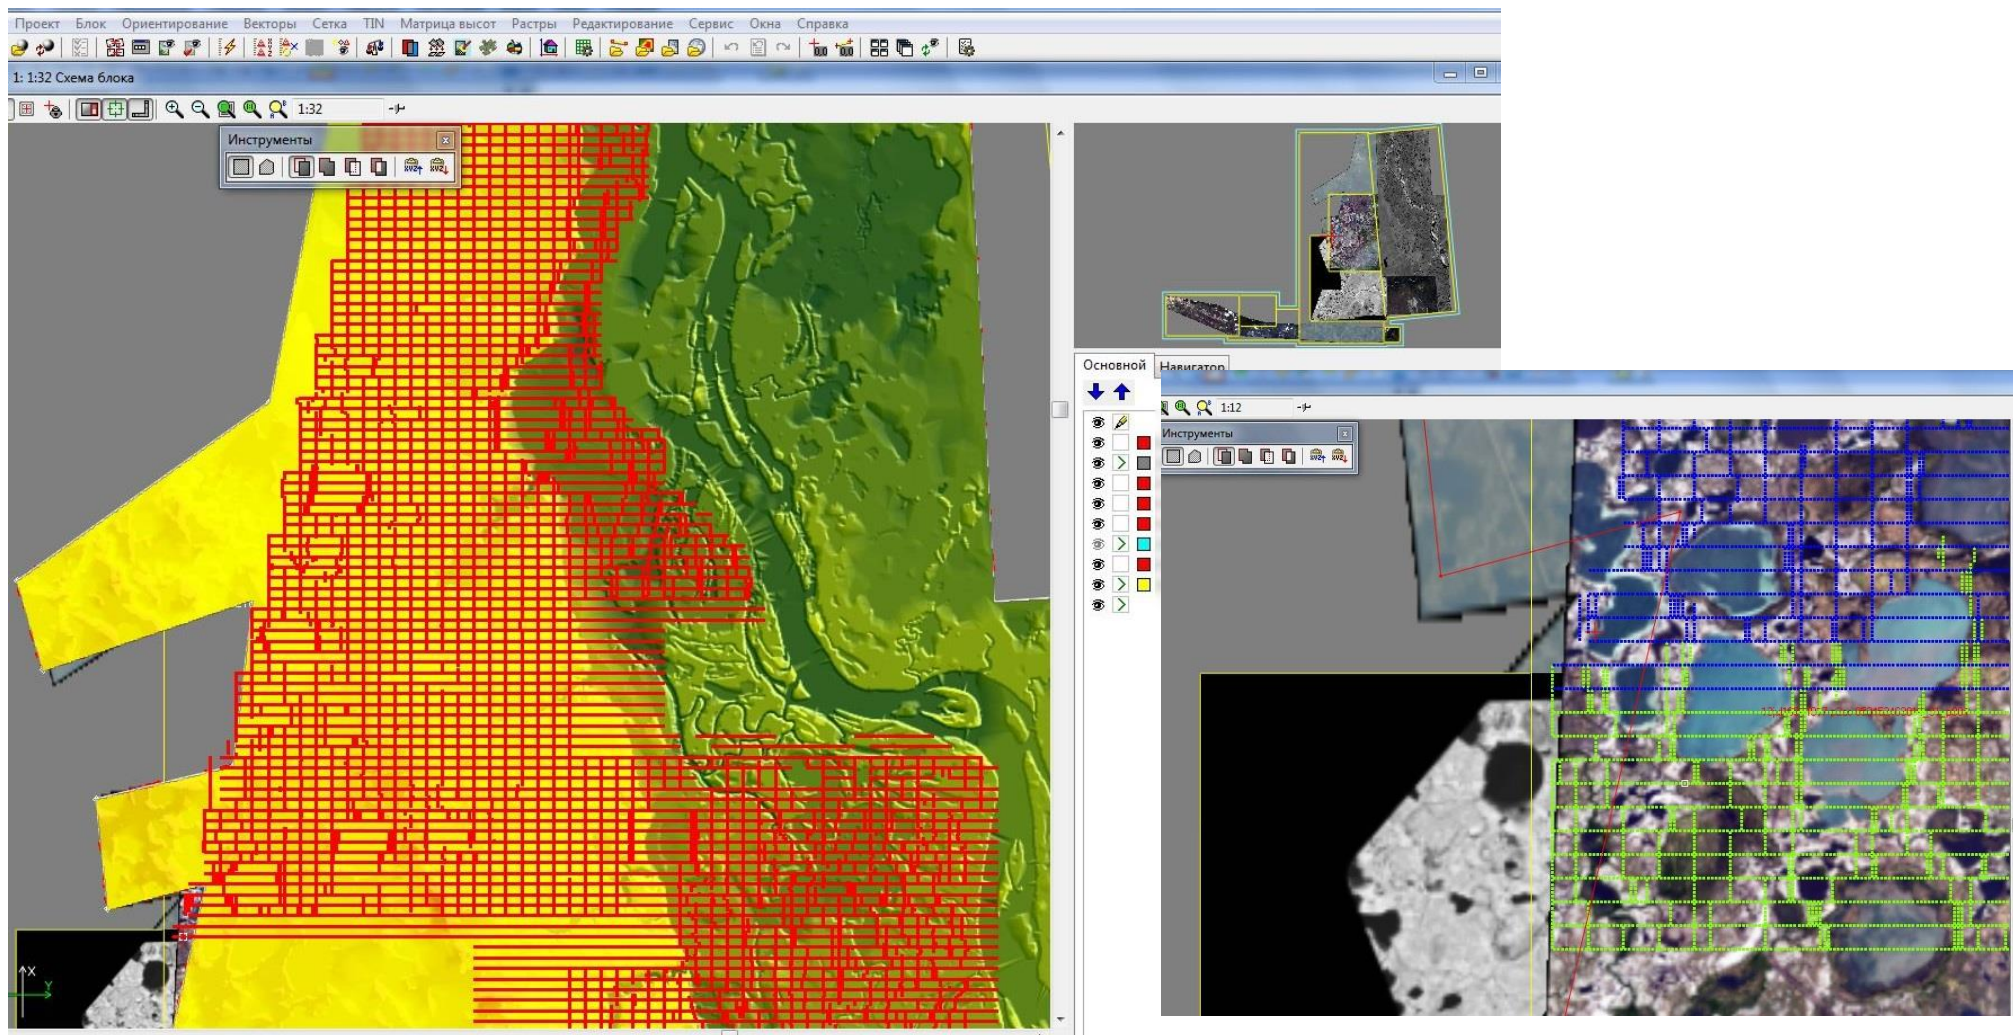 Проект Блок Ориентирование Векторы Сетка TIN Матрица высот Растры Редактирование Сервис Окна Справка
1: 1:32 Схема блока
1:32
Инструменты
Основной Навигатор
1:12
Инструменты
X
Y